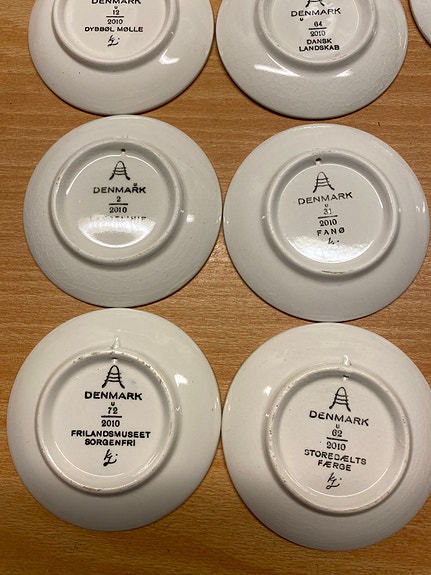 DENMARK
U
12
2010
DYBBØL MØLLE
DENMARK
U
64
2010
DANSK
LANDSKAB
DENMARK
U
2
2010
DENMARK
U
31
2010
FANØ
DENMARK
U
72
2010
FRILANDSMUSEET
SORGENFRI
DENMARK
U
62
2010
STOREBÆLTS
FÆRGE